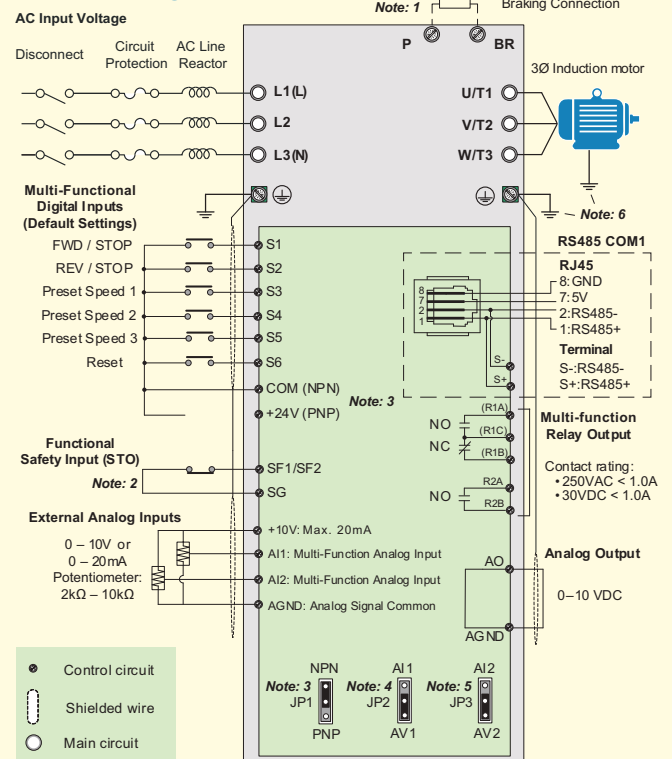 Note: 1
Braking Connection
AC Input Voltage
P
BR
Disconnect
Circuit
Protection
AC Line
Reactor
3Ø Induction motor
L1(L)
U/T1
L2
V/T2
L3(N)
W/T3
Multi-Functional
Digital Inputs
(Default Settings)
Note: 6
FWD / STOP
S1
REV / STOP
S2
Preset Speed 1
S3
Preset Speed 2
S4
Preset Speed 3
S5
Reset
S6
COM (NPN)
+24V (PNP)
Note: 3
RS485 COM1
RJ45
8:GND
7:5V
2:RS485-
1:RS485+
8
7
2
1
Terminal
S-:RS485-
S+:RS485+
S-
S+
Functional
Safety Input (STO)
Note: 2
SF1/SF2
SG
NO
NC
(R1A)
(R1C)
(R1B)
NO
R2A
R2B
Multi-function
Relay Output
Contact rating:
• 250VAC < 1.0A
• 30VDC < 1.0A
External Analog Inputs
0 – 10V or
0 – 20mA
Potentiometer:
2kΩ – 10kΩ
+10V: Max. 20mA
AI1: Multi-Function Analog Input
AI2: Multi-Function Analog Input
AGND: Analog Signal Common
Analog Output
AO
0–10 VDC
AGND
Control circuit
Shielded wire
Main circuit
NPN
Note: 3
JP1
PNP
AI1
Note: 4
JP2
AV1
AI2
Note: 5
JP3
AV2